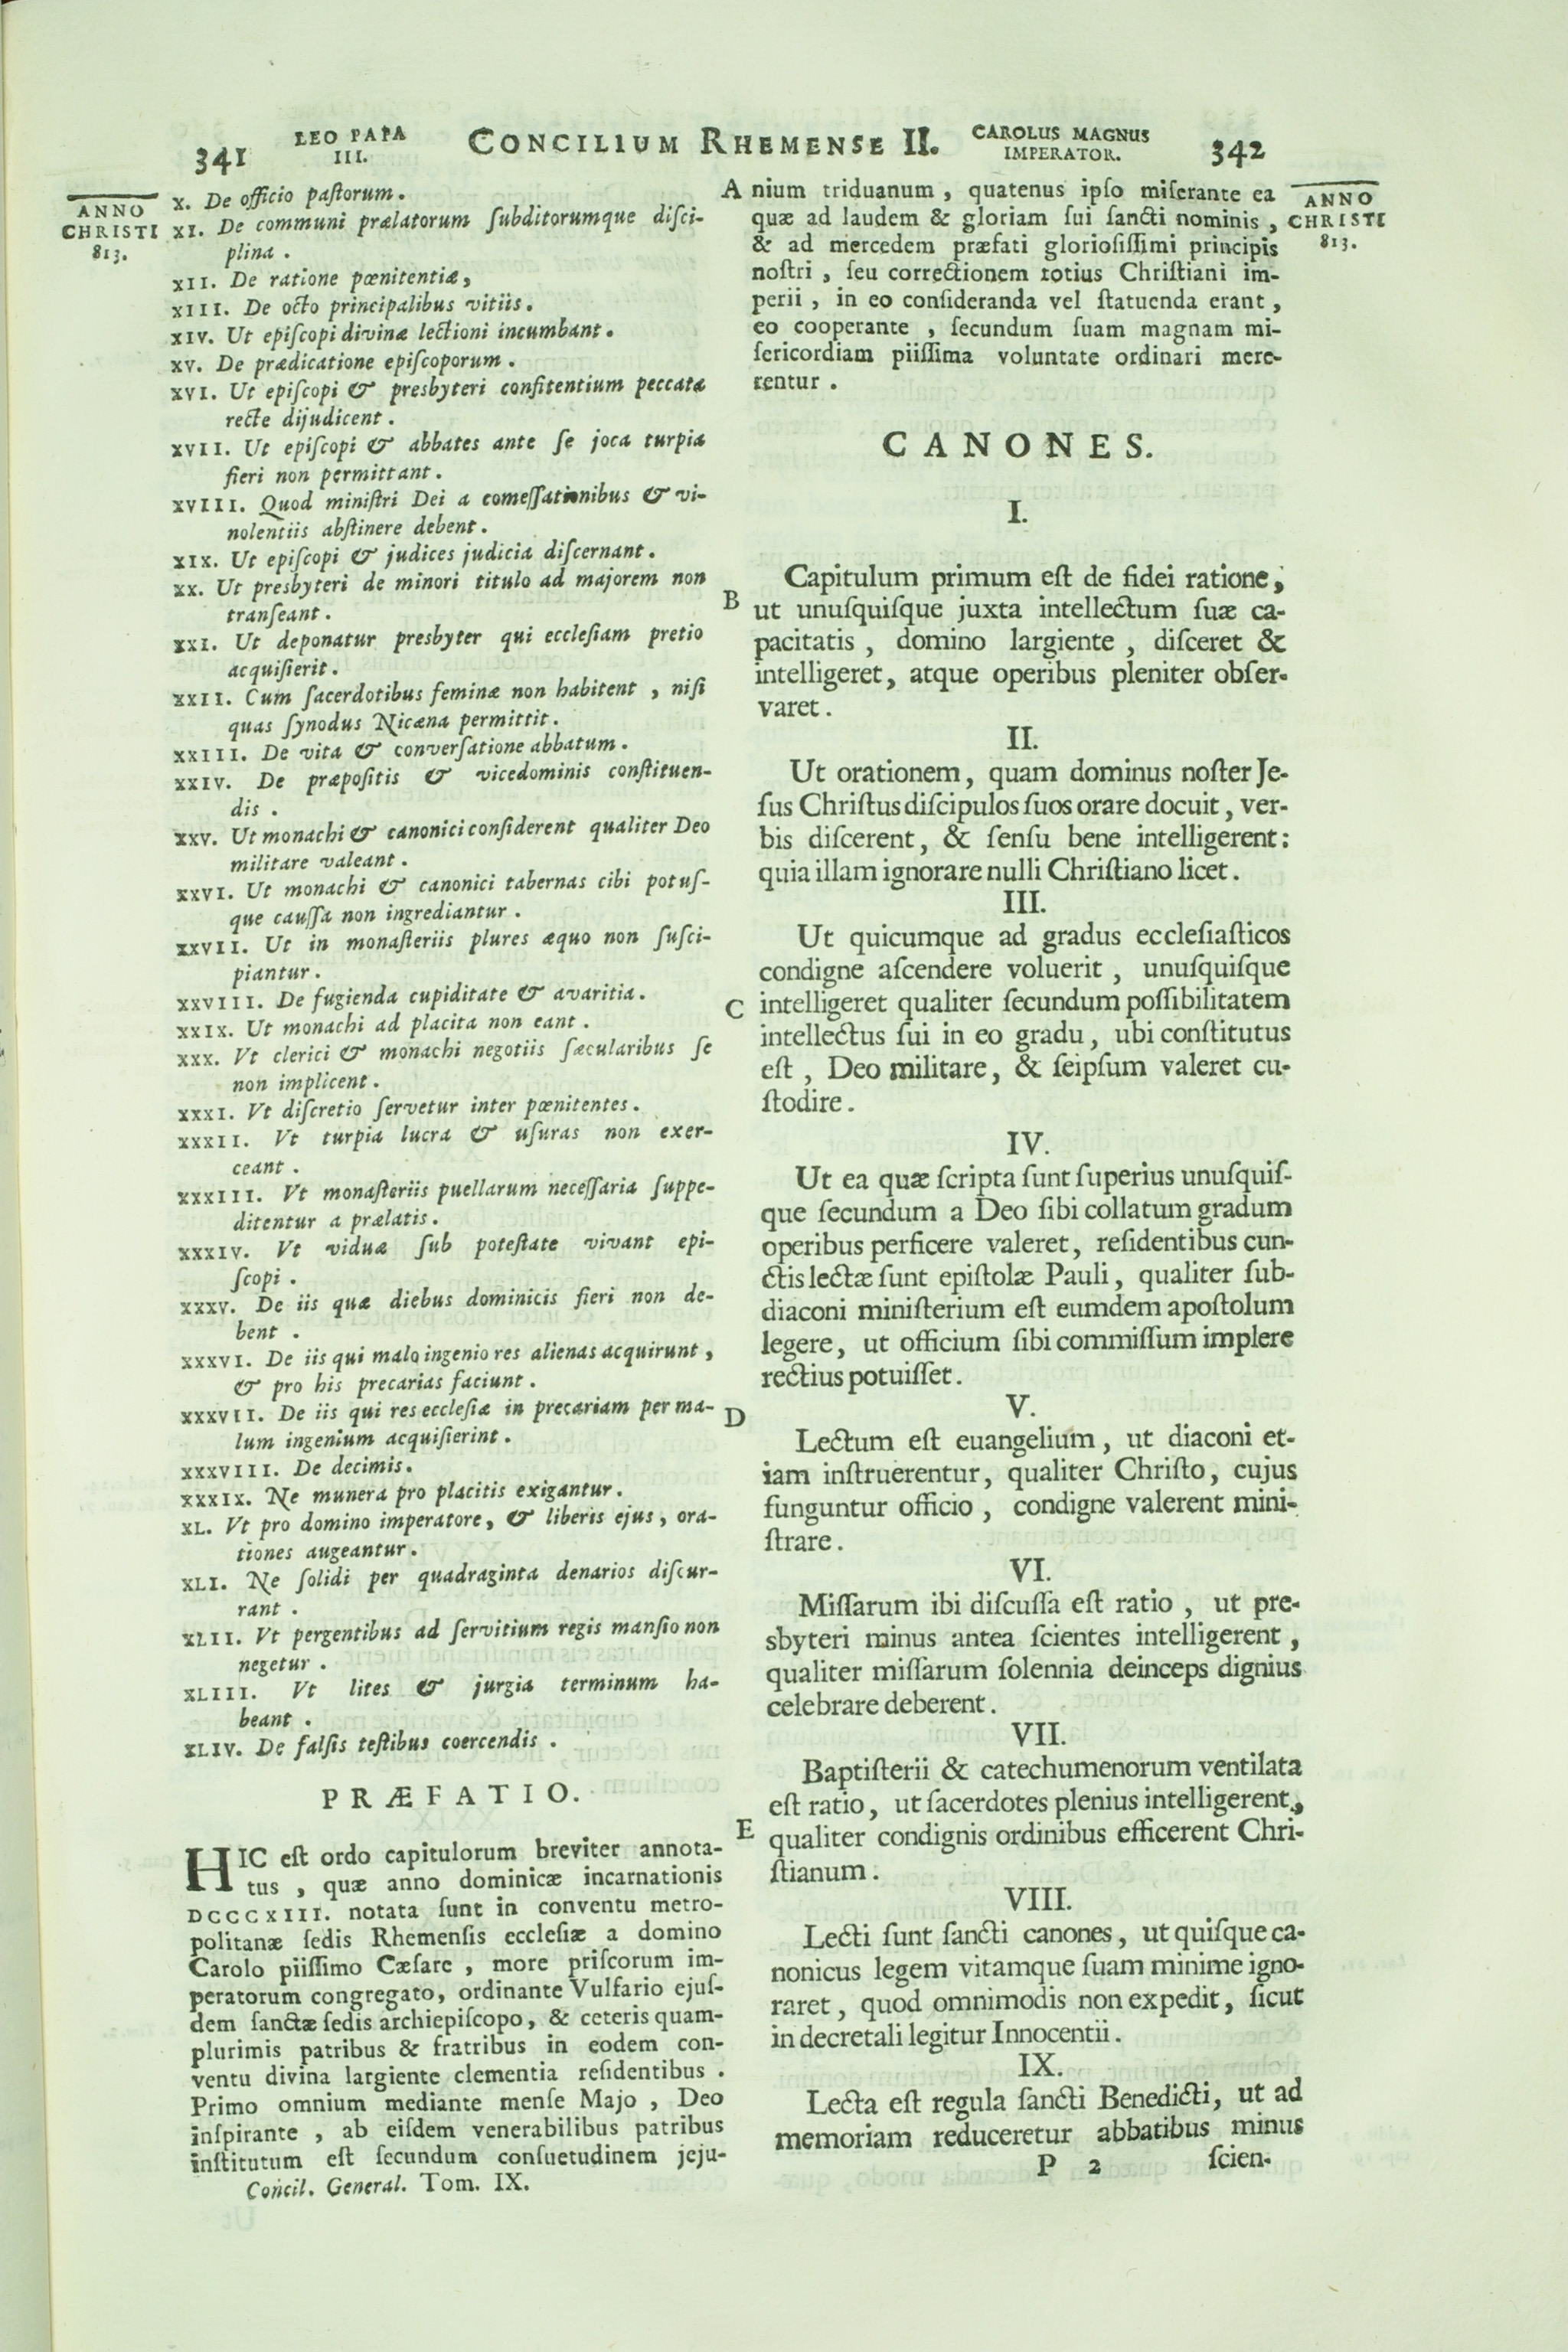 341
LEO PAPA
III.
CONCILIUM RHEMENSE II.
CAROLUS MAGNUS
IMPERATOR.
342
ANNO
CHRISTI
813.
X. De officio paſtorum.
XI. De communi prælatorum ſubditorumque diſci-
plina.
XII. De ratione pœnitentiæ,
XIII. De octo principalibus vitiis.
XIV. Ut epiſcopi divinæ lectioni incumbant.
XV. De prædicatione epiſcoporum.
XVI. Ut epiſcopi & presbyteri confitentium peccata
recte dijudicent.
XVII. Ut epiſcopi & abbates ante ſe joca turpia
fieri non permittant.
XVIII. Quod miniſtri Dei a comeſſationibus & vi-
nolentiis abſtinere debent.
XIX. Ut epiſcopi & judices judicia diſcernant.
XX. Ut presbyteri de minori titulo ad majorem non
tranſeant.
XXI. Ut deponatur presbyter qui eccleſiam pretio
acquiſierit.
XXII. Cum ſacerdotibus feminæ non habitent, niſi
quas ſynodus Nicæna permittit.
XXIII. De vita & converſatione abbatum.
XXIV. De præpoſitis & vicedominis conſtituen-
dis.
XXV. Ut monachi & canonici conſiderent qualiter Deo
militare valeant.
XXVI. Ut monachi & canonici tabernas cibi potuſ-
que cauſſa non ingrediantur.
XXVII. Ut in monaſteriis plures æquo non ſuſci-
piantur.
XXVIII. De fugienda cupiditate & avaritia.
XXIX. Ut monachi ad placita non eant.
XXX. Vt clerici & monachi negotiis ſæcularibus ſe
non implicent.
XXXI. Vt diſcretio ſervetur inter pœnitentes.
XXXII. Vt turpia lucra & uſuras non exer-
ceant.
XXXIII. Vt monaſteriis puellarum neceſſaria ſuppe-
ditentur a prælatis.
XXXIV. Vt viduæ ſub poteſtate vivant epi-
ſcopi.
XXXV. De iis quæ diebus dominicis fieri non de-
bent.
XXXVI. De iis qui malo ingenio res alienas acquirunt,
& pro his precarias faciunt.
XXXVII. De iis qui res eccleſiæ in precariam per ma-
lum ingenium acquiſierint.
XXXVIII. De decimis.
XXXIX. Ne munera pro placitis exigantur.
XL. Vt pro domino imperatore, & liberis ejus, ora-
tiones augeantur.
XLI. Ne ſolidi per quadraginta denarios diſcur-
rant.
XLII. Vt pergentibus ad ſervitium regis manſio non
negetur.
XLIII. Vt lites & jurgia terminum ha-
beant.
XLIV. De falſis teſtibus coercendis.
PRÆFATIO.
HIC eſt ordo capitulorum breviter annota-
tus, quæ anno dominicæ incarnationis
DCCCXIII. notata ſunt in conventu metro-
politanæ ſedis Rhemenſis eccleſiæ a domino
Carolo piiſſimo Cæſare, more priſcorum im-
peratorum congregato, ordinante Vulfario ejuſ-
dem ſanctæ ſedis archiepiſcopo, & ceteris quam-
plurimis patribus & fratribus in eodem con-
ventu divina largiente clementia reſidentibus.
Primo omnium mediante menſe Majo, Deo
inſpirante, ab eiſdem venerabilibus patribus
inſtitutum eſt ſecundum conſuetudinem jeju-
Concil. General. Tom. IX.
A nium triduanum, quatenus ipſo miſerante ea
quæ ad laudem & gloriam ſui ſancti nominis,
& ad mercedem præfati glorioſiſſimi principis
noſtri, ſeu correctionem totius Chriſtiani im-
perii, in eo conſideranda vel ſtatuenda erant,
eo cooperante, ſecundum ſuam magnam mi-
ſericordiam piiſſima voluntate ordinari mere-
rentur.
ANNO
CHRISTI
813.
CANONES.
I.
Capitulum primum eſt de fidei ratione,
B ut unuſquiſque juxta intellectum ſuæ ca-
pacitatis, domino largiente, diſceret &
intelligeret, atque operibus pleniter obſer-
varet.
II.
Ut orationem, quam dominus noſter Je-
ſus Chriſtus diſcipulos ſuos orare docuit, ver-
bis diſcerent, & ſenſu bene intelligerent:
quia illam ignorare nulli Chriſtiano licet.
III.
Ut quicumque ad gradus eccleſiaſticos
condigne aſcendere voluerit, unuſquiſque
C intelligeret qualiter ſecundum poſſibilitatem
intellectus ſui in eo gradu, ubi conſtitutus
eſt, Deo militare, & ſeipſum valeret cu-
ſtodire.
IV.
Ut ea quæ ſcripta ſunt ſuperius unuſquiſ-
que ſecundum a Deo ſibi collatum gradum
operibus perficere valeret, reſidentibus cun-
ctis lectæ ſunt epiſtolæ Pauli, qualiter ſub-
diaconi miniſterium eſt eumdem apoſtolum
legere, ut officium ſibi commiſſum implere
rectius potuiſſet.
D
V.
Lectum eſt euangelium, ut diaconi et-
iam inſtruerentur, qualiter Chriſto, cujus
funguntur officio, condigne valerent mini-
ſtrare.
VI.
Miſſarum ibi diſcuſſa eſt ratio, ut pre-
sbyteri minus antea ſcientes intelligerent,
qualiter miſſarum ſolennia deinceps dignius
celebrare deberent.
VII.
Baptiſterii & catechumenorum ventilata
eſt ratio, ut ſacerdotes plenius intelligerent,
E qualiter condignis ordinibus efficerent Chri-
ſtianum.
VIII.
Lecti ſunt ſancti canones, ut quiſque ca-
nonicus legem vitamque ſuam minime igno-
raret, quod omnimodis non expedit, ſicut
in decretali legitur Innocentii.
IX.
Lecta eſt regula ſancti Benedicti, ut ad
memoriam reduceretur abbatibus minus
P 2 ſcien-